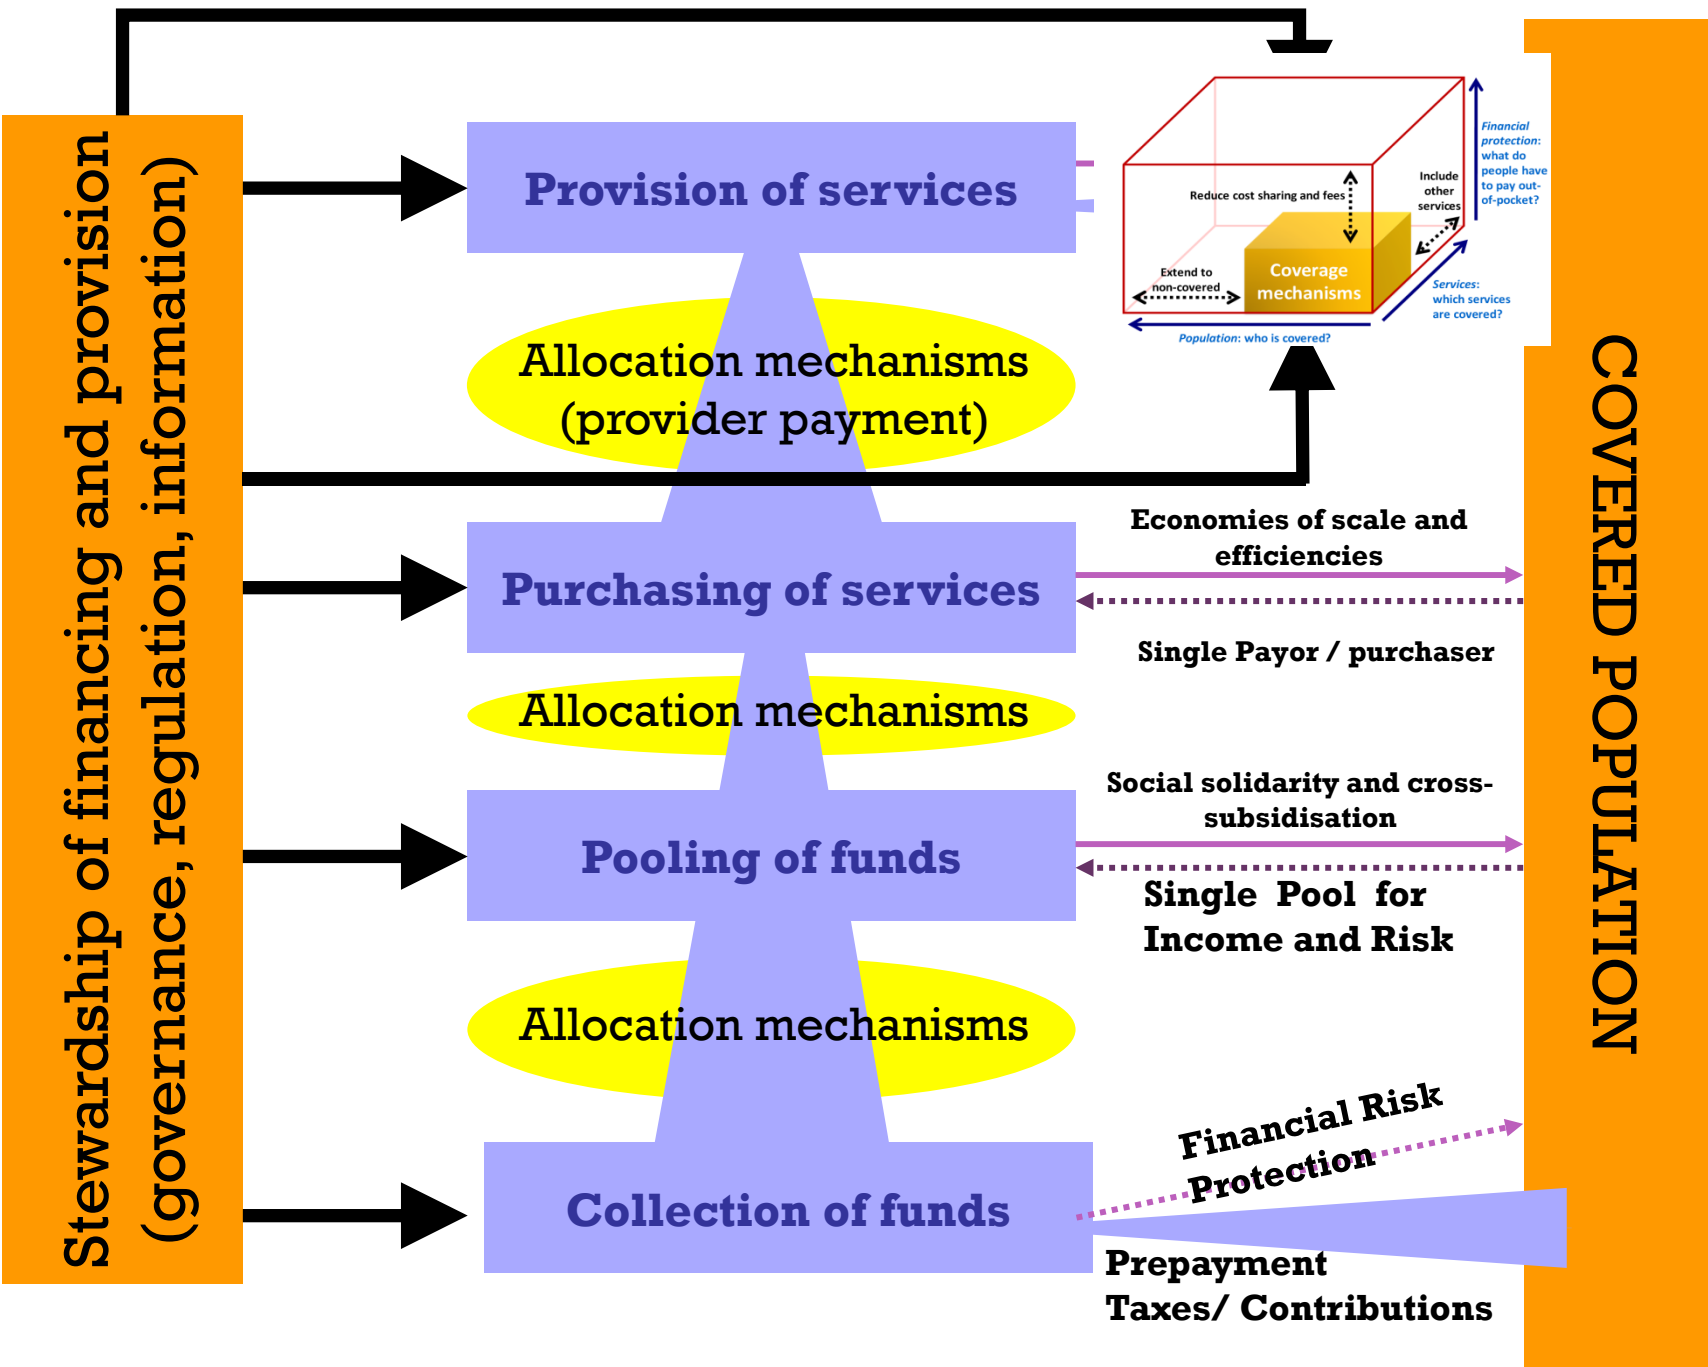 Stewardship of financing and provision
(governance, regulation, information)
Provision of services
Allocation mechanisms
(provider payment)
Purchasing of services
Allocation mechanisms
Pooling of funds
Allocation mechanisms
Collection of funds
Financial
protection:
what do
people have
to pay out-
of-pocket?
Include
other
services
Reduce cost sharing and fees
Extend to
non-covered
Coverage
mechanisms
Services:
which services
are covered?
Population: who is covered?
Economies of scale and
efficiencies
Single Payor / purchaser
Social solidarity and cross-
subsidisation
Single Pool for
Income and Risk
Financial Risk
Protection
Prepayment
Taxes/ Contributions
COVERED POPULATION